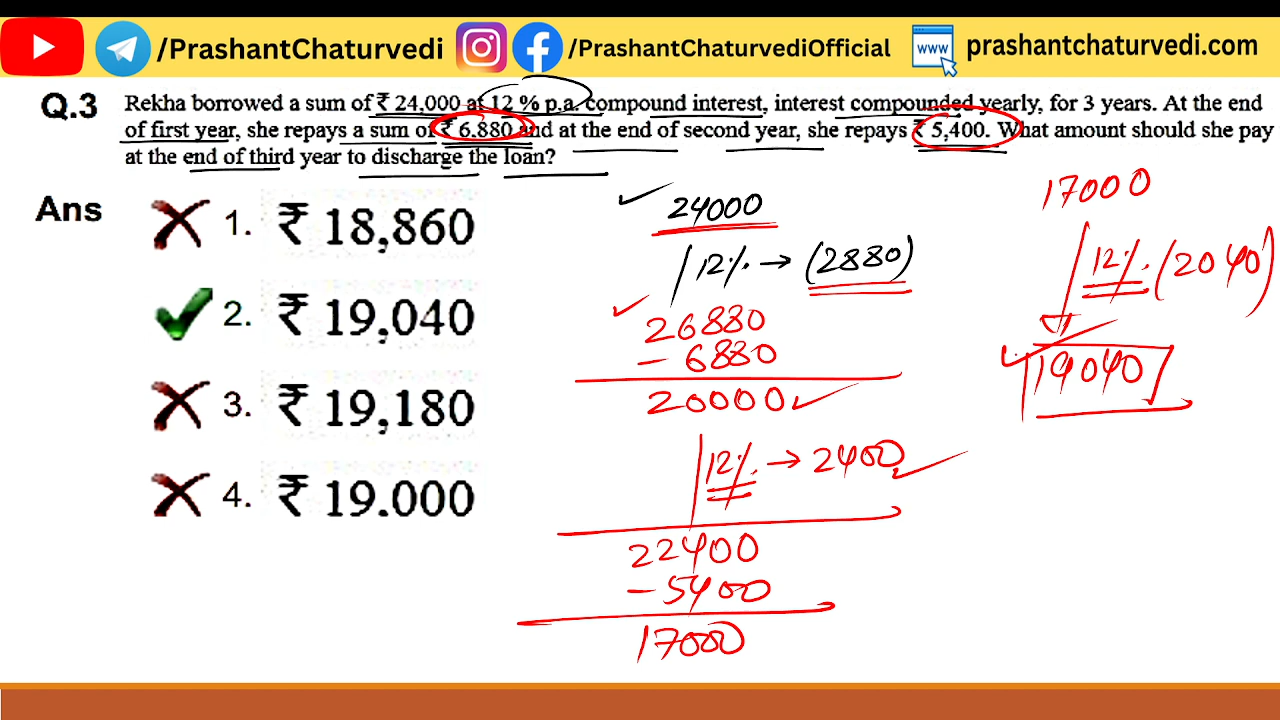 /PrashantChaturvedi /PrashantChaturvediOfficial www prashantchaturvedi.com
Q.3 Rekha borrowed a sum of ₹ 24,000 at 12 % p.a. compound interest, interest compounded yearly, for 3 years. At the end
of first year, she repays a sum of ₹ 6.880 and at the end of second year, she repays ₹ 5,400. What amount should she pay
at the end of third year to discharge the loan?
Ans
1. ₹ 18,860
2. ₹ 19,040
3. ₹ 19,180
4. ₹ 19.000
24000
12% → (2880)
26880
- 6880
20000
12% → 2400
22400
- 5400
17000
17000
12% (2040)
19040